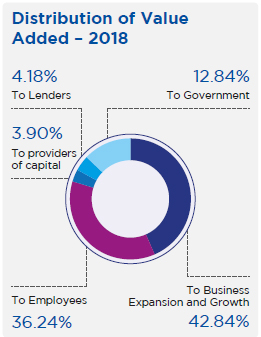 Distribution of Value
Added – 2018
4.18%
To Lenders
12.84%
To Government
3.90%
To providers
of capital
To Employees
36.24%
To Business
Expansion and Growth
42.84%